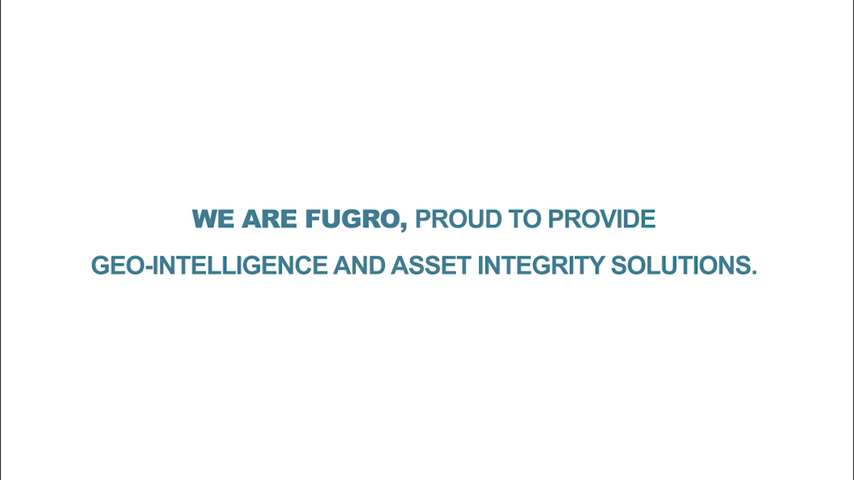 WE ARE FUGRO, PROUD TO PROVIDE
GEO-INTELLIGENCE AND ASSET INTEGRITY SOLUTIONS.